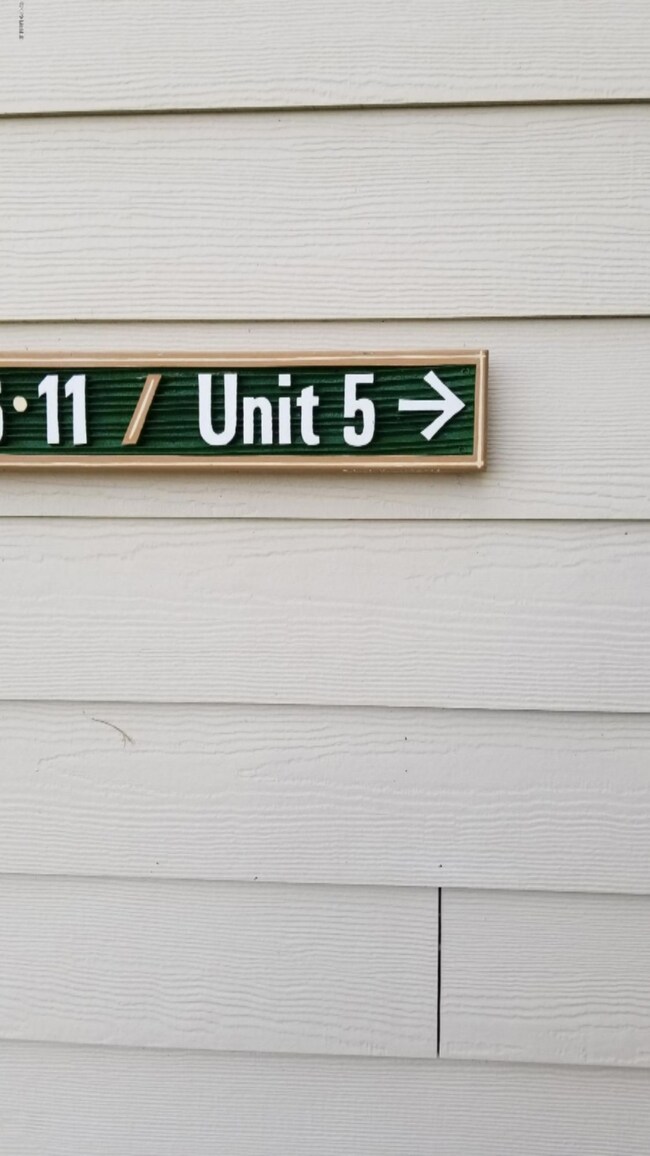 ·11 / Unit 5 →